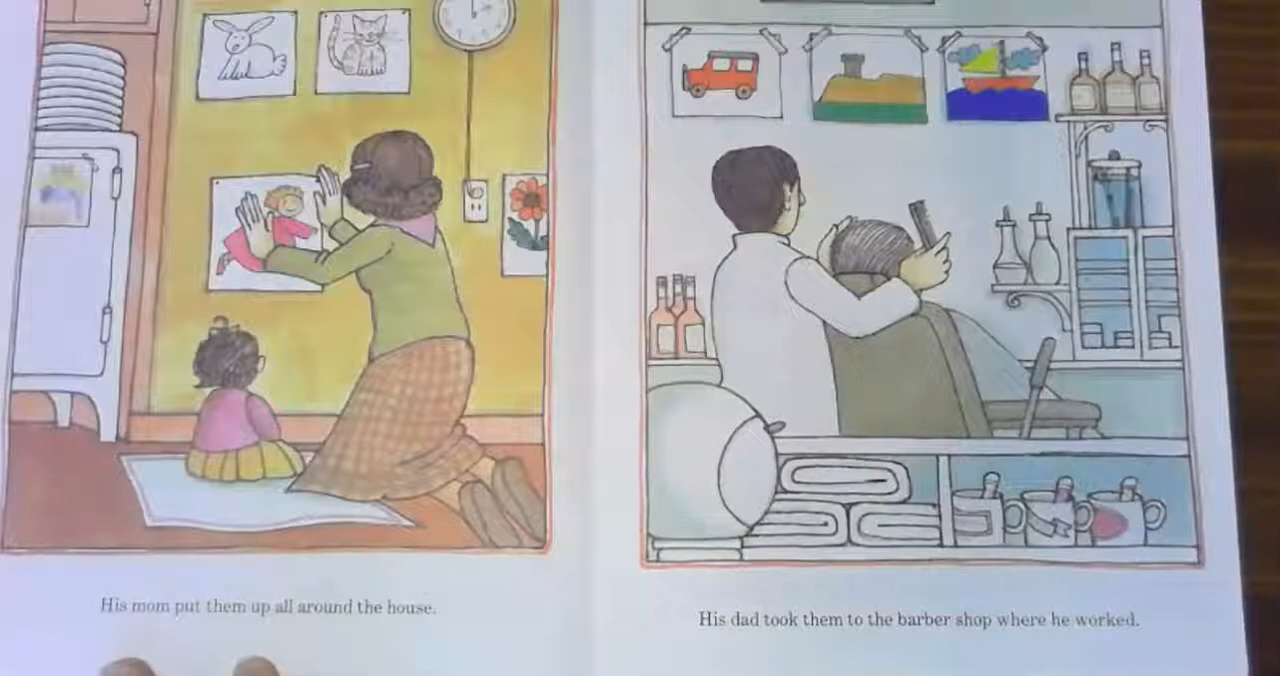 His mom put them up all around the house.
His dad took them to the barber shop where he worked.